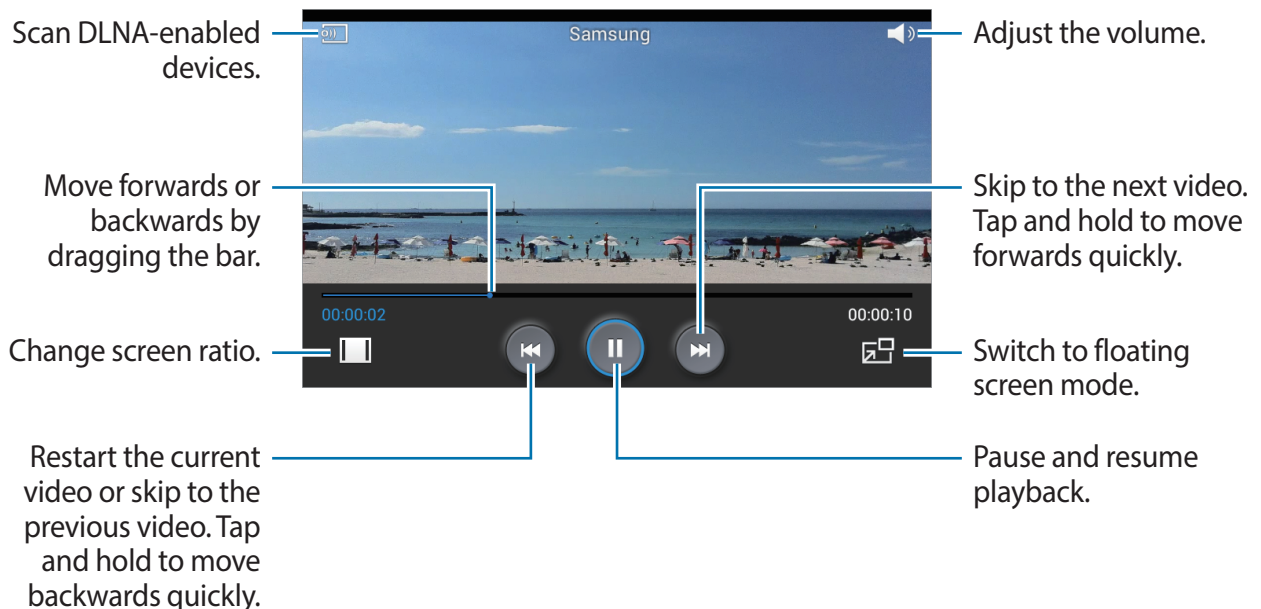 Scan DLNA-enabled
devices.
Samsung
Adjust the volume.
Move forwards or
backwards by
dragging the bar.
Skip to the next video.
Tap and hold to move
forwards quickly.
00:00:02
00:00:10
Change screen ratio.
Switch to floating
screen mode.
Restart the current
video or skip to the
previous video. Tap
and hold to move
backwards quickly.
Pause and resume
playback.